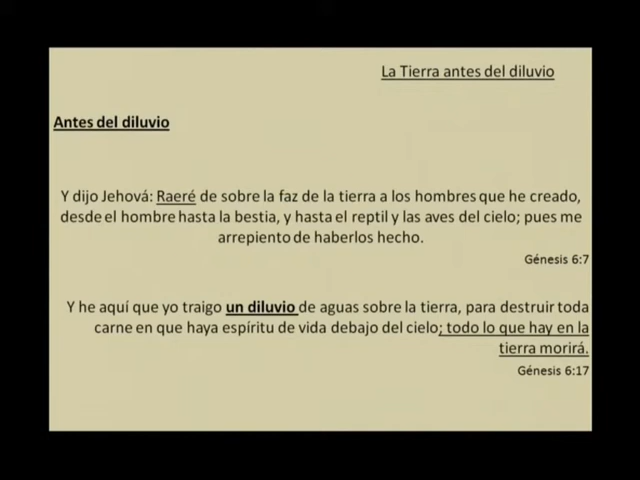 La Tierra antes del diluvio
Antes del diluvio
Y dijo Jehová: Raeré de sobre la faz de la tierra a los hombres que he creado,
desde el hombre hasta la bestia, y hasta el reptil y las aves del cielo; pues me
arrepiento de haberlos hecho.
Génesis 6:7
Y he aquí que yo traigo un diluvio de aguas sobre la tierra, para destruir toda
carne en que haya espíritu de vida debajo del cielo; todo lo que hay en la
tierra morirá.
Génesis 6:17